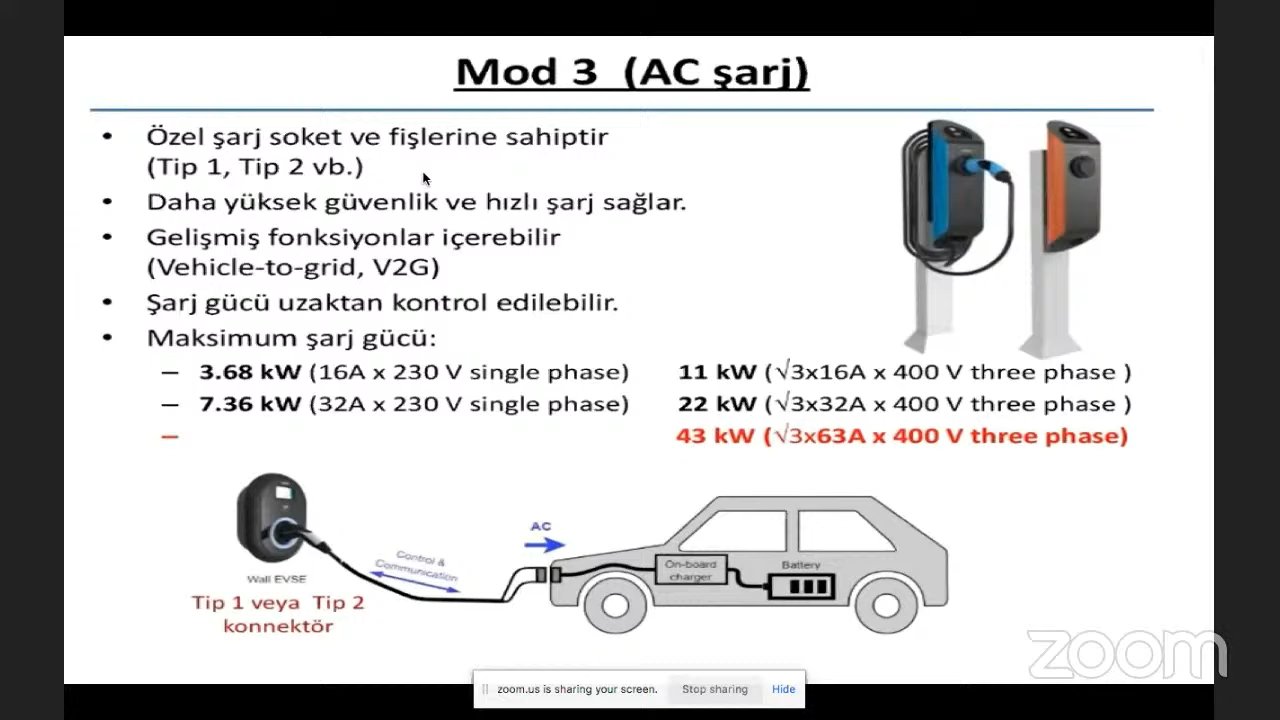 Mod 3 (AC şarj)
• Özel şarj soket ve fişlerine sahiptir
(Tip 1, Tip 2 vb.)
• Daha yüksek güvenlik ve hızlı şarj sağlar.
• Gelişmiş fonksiyonlar içerebilir
(Vehicle-to-grid, V2G)
• Şarj gücü uzaktan kontrol edilebilir.
• Maksimum şarj gücü:
– 3.68 kW (16A x 230 V single phase) 11 kW (√3x16A x 400 V three phase )
– 7.36 kW (32A x 230 V single phase) 22 kW (√3x32A x 400 V three phase )
– 43 kW (√3x63A x 400 V three phase)
AC
Control &
Communication
On-board
charger
Battery
Wall EVSE
Tip 1 veya Tip 2
konnektör
zoom
zoom.us is sharing your screen. Stop sharing Hide